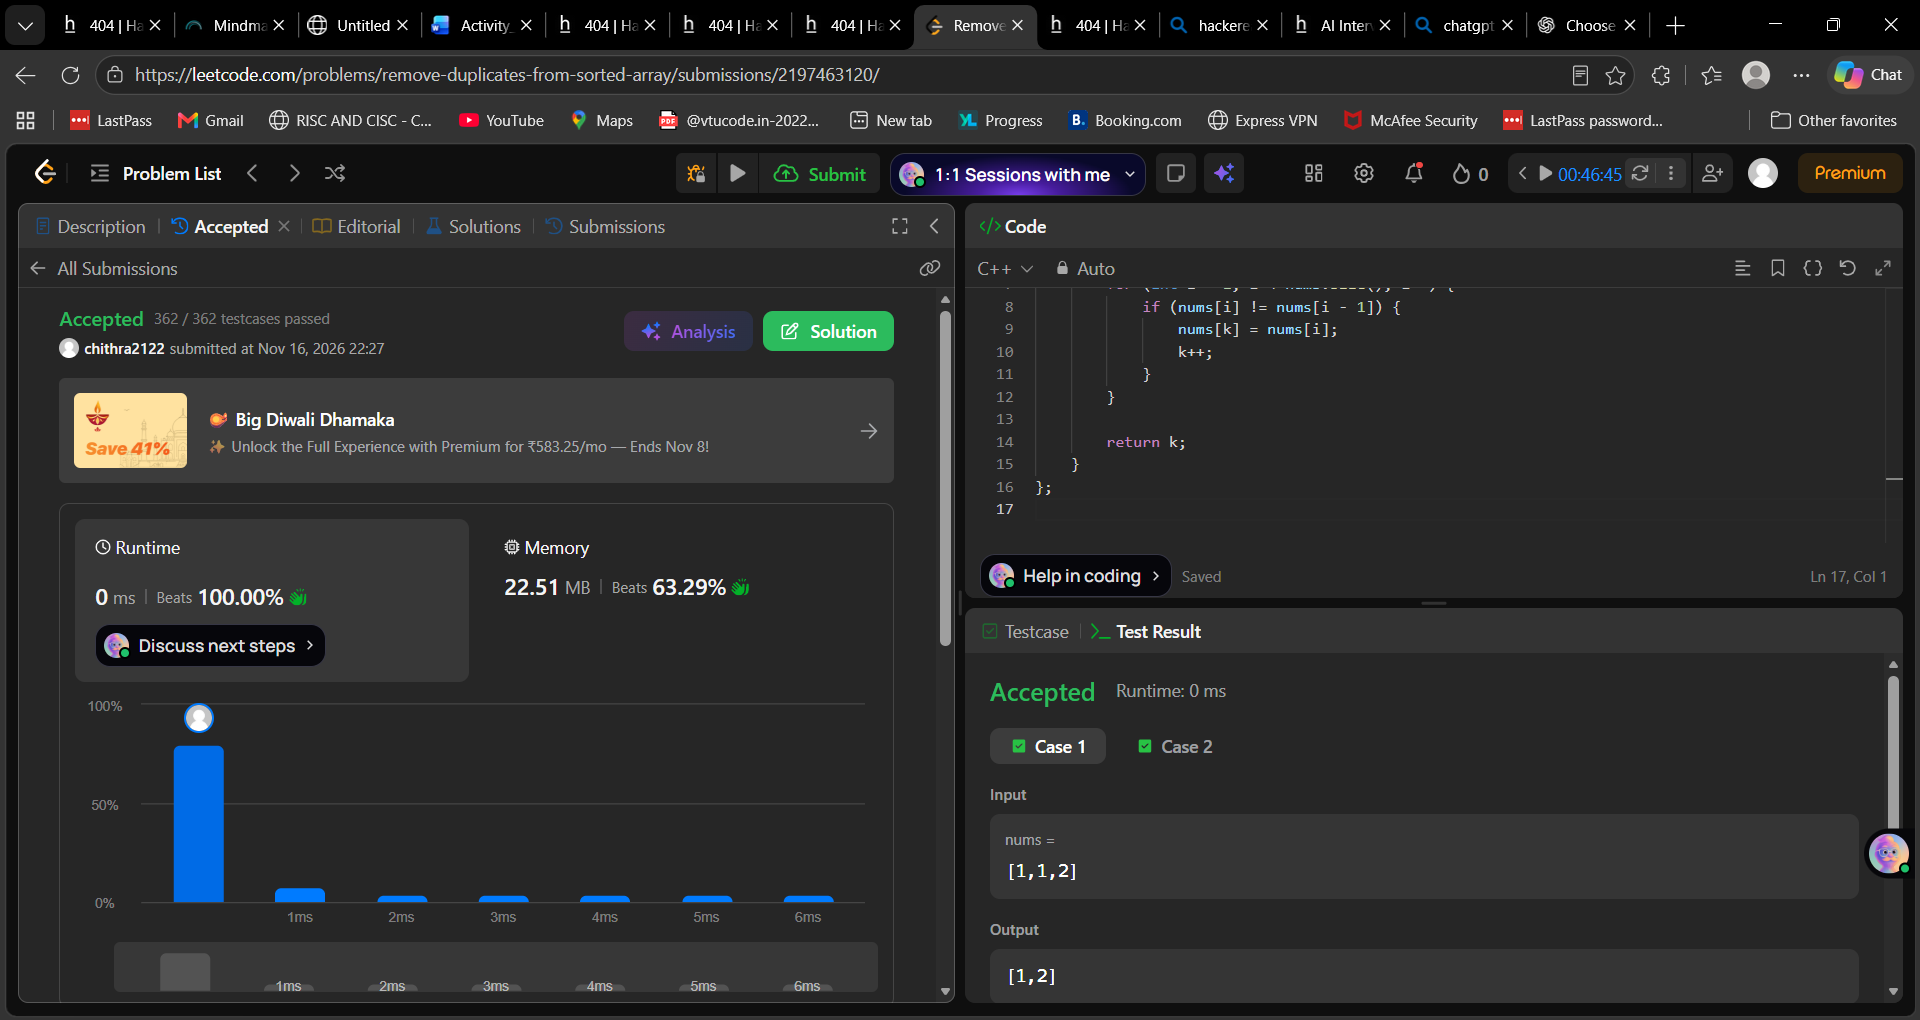 404 | Ha
Mindma
Untitled
Activity_
404 | Ha
404 | Ha
404 | Ha
Remove
404 | Ha
hackere
AI Inter
chatgpt
Choose
https://leetcode.com/problems/remove-duplicates-from-sorted-array/submissions/2197463120/
Chat
LastPass
Gmail
RISC AND CISC - C...
YouTube
Maps
@vtucode.in-2022...
New tab
Progress
Booking.com
Express VPN
McAfee Security
LastPass password...
Other favorites
Problem List
Submit
1:1 Sessions with me
0
00:46:45
Premium
Description
Accepted
Editorial
Solutions
Submissions
All Submissions
Accepted 362 / 362 testcases passed
chithra2122 submitted at Nov 16, 2026 22:27
Analysis
Solution
Save 41%
Big Diwali Dhamaka
Unlock the Full Experience with Premium for ₹583.25/mo — Ends Nov 8!
Runtime
0 ms | Beats 100.00%
Discuss next steps
Memory
22.51 MB | Beats 63.29%
100%
50%
0%
1ms 2ms 3ms 4ms 5ms 6ms
1ms 2ms 3ms 4ms 5ms 6ms
</> Code
C++
Auto
8 if (nums[i] != nums[i - 1]) {
9 nums[k] = nums[i];
10 k++;
11 }
12 }
13
14 return k;
15 }
16 };
17
Help in coding
Saved
Ln 17, Col 1
Testcase
Test Result
Accepted Runtime: 0 ms
Case 1
Case 2
Input
nums =
[1,1,2]
Output
[1,2]